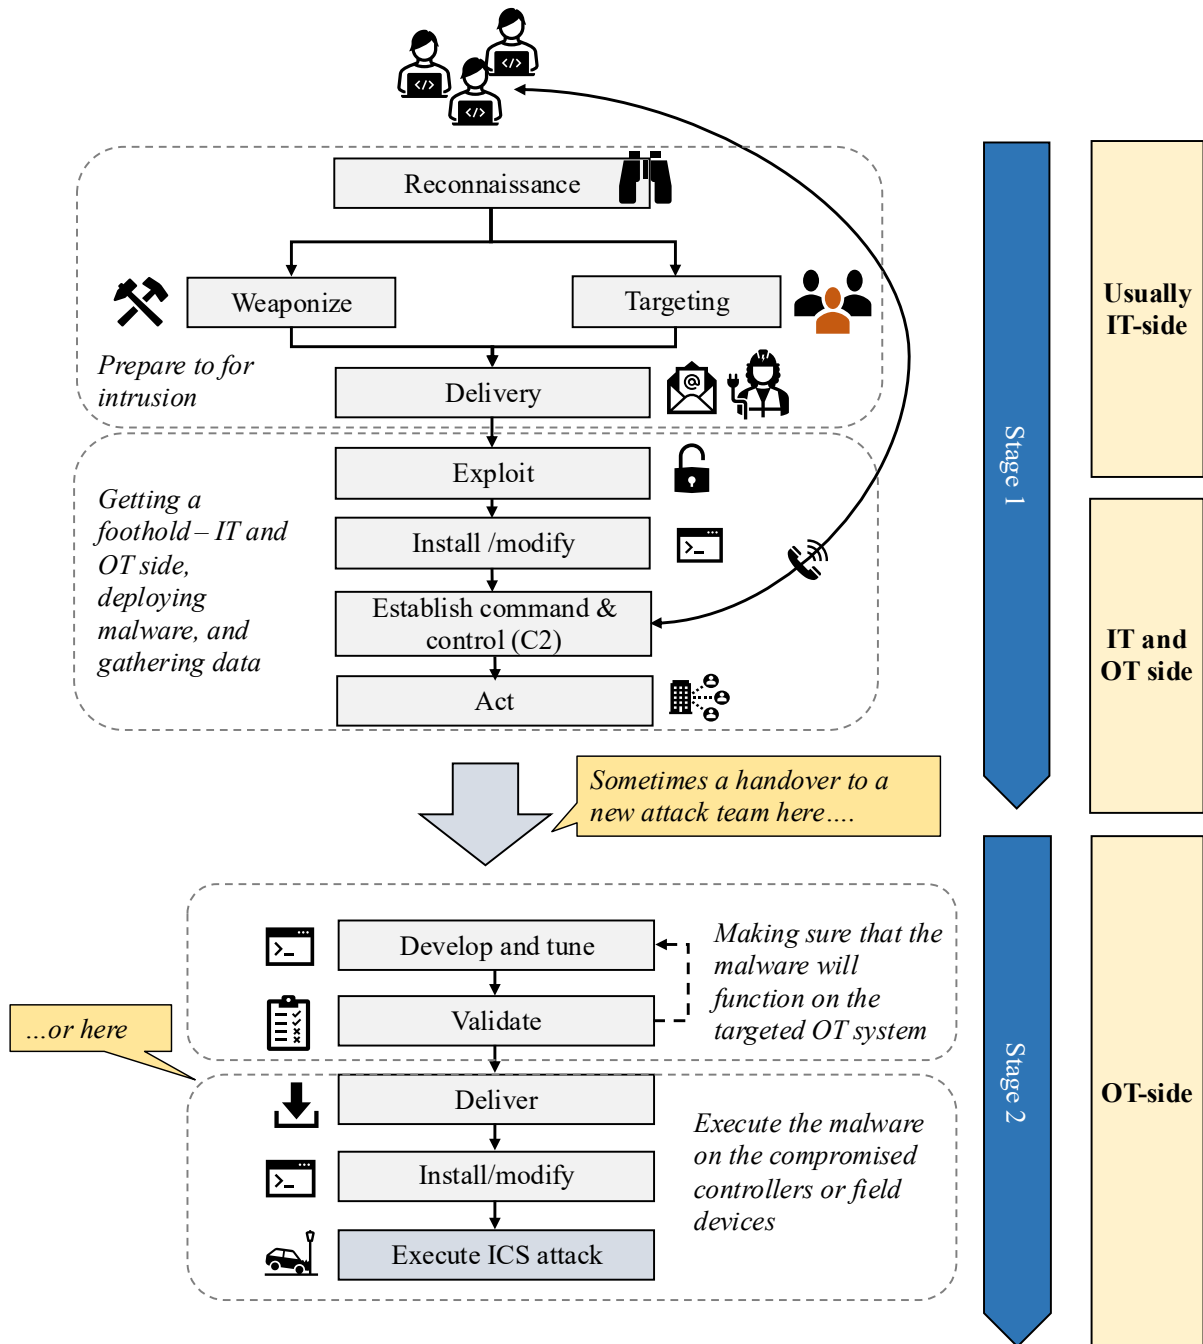 Reconnaissance
Weaponize
Targeting
Prepare to for
intrusion
Delivery
Exploit
Getting a
foothold – IT and
OT side,
deploying
malware, and
gathering data
Install /modify
Establish command &
control (C2)
Act
Sometimes a handover to a
new attack team here….
Develop and tune
Validate
Making sure that the
malware will
function on the
targeted OT system
…or here
Deliver
Install/modify
Execute ICS attack
Execute the malware
on the compromised
controllers or field
devices
Stage 1
Stage 2
Usually
IT-side
IT and
OT side
OT-side